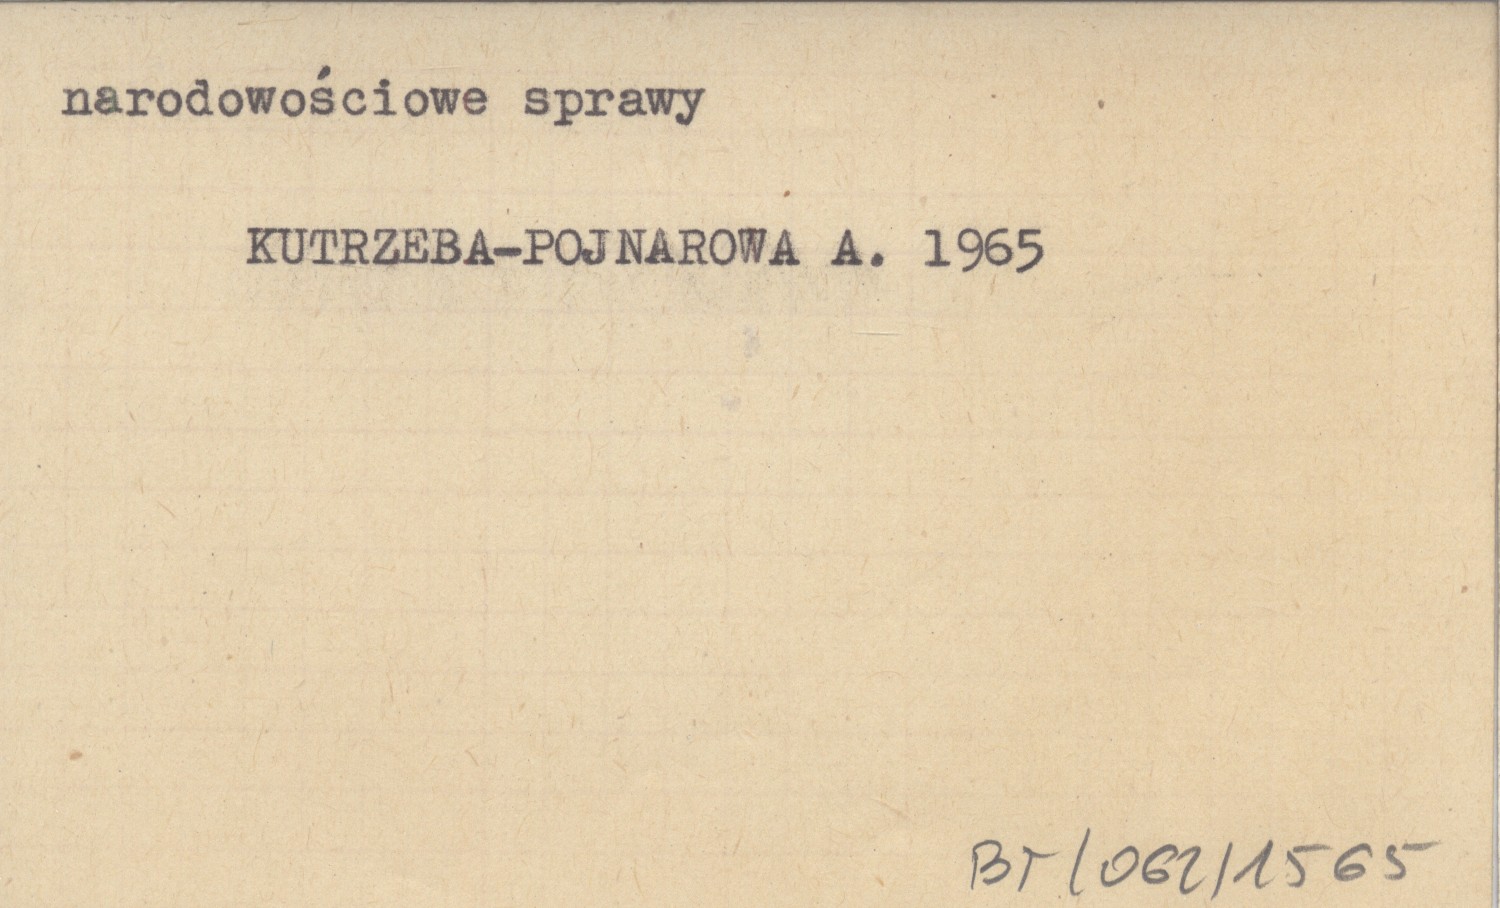 narodowościowe sprawy
KUTRZEBA-POJNAROWA A. 1965
BT/062/1565